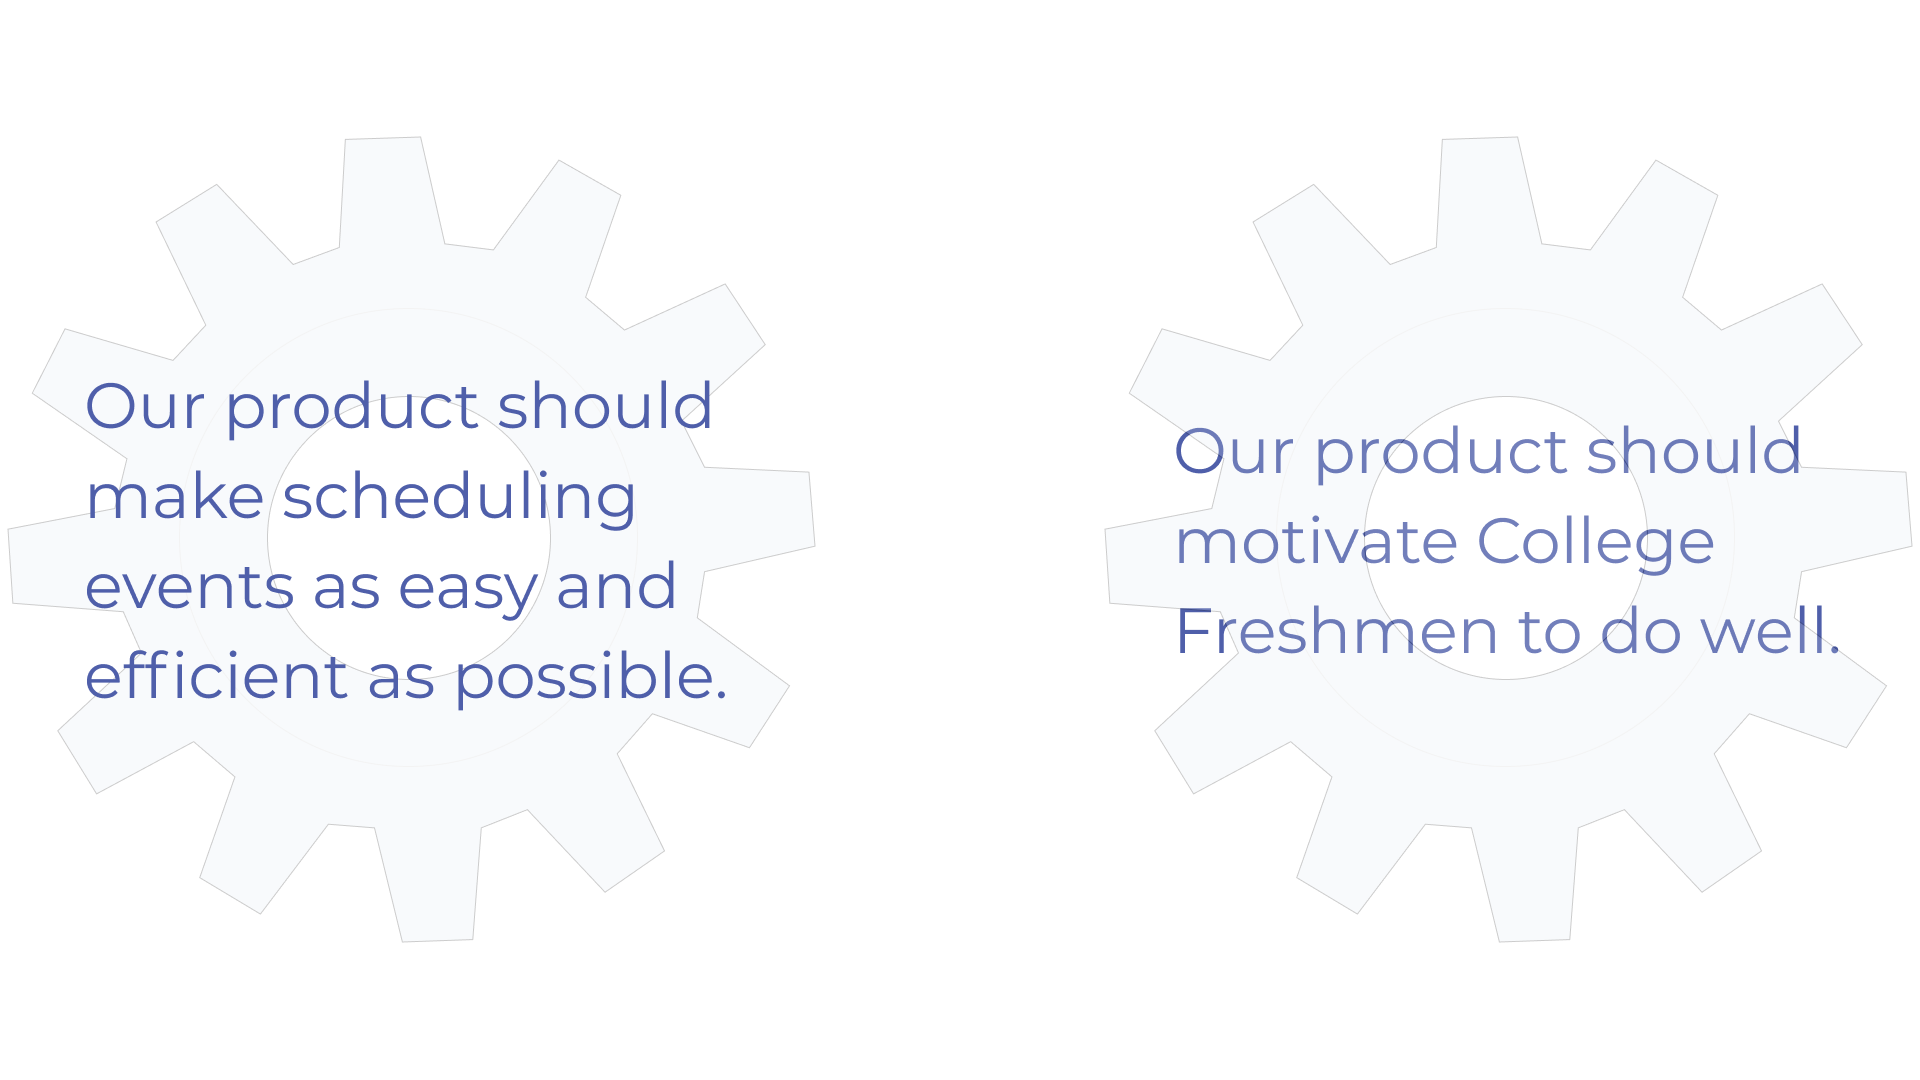 Our product should
make scheduling
events as easy and
efficient as possible.
Our product should
motivate College
Freshmen to do well.